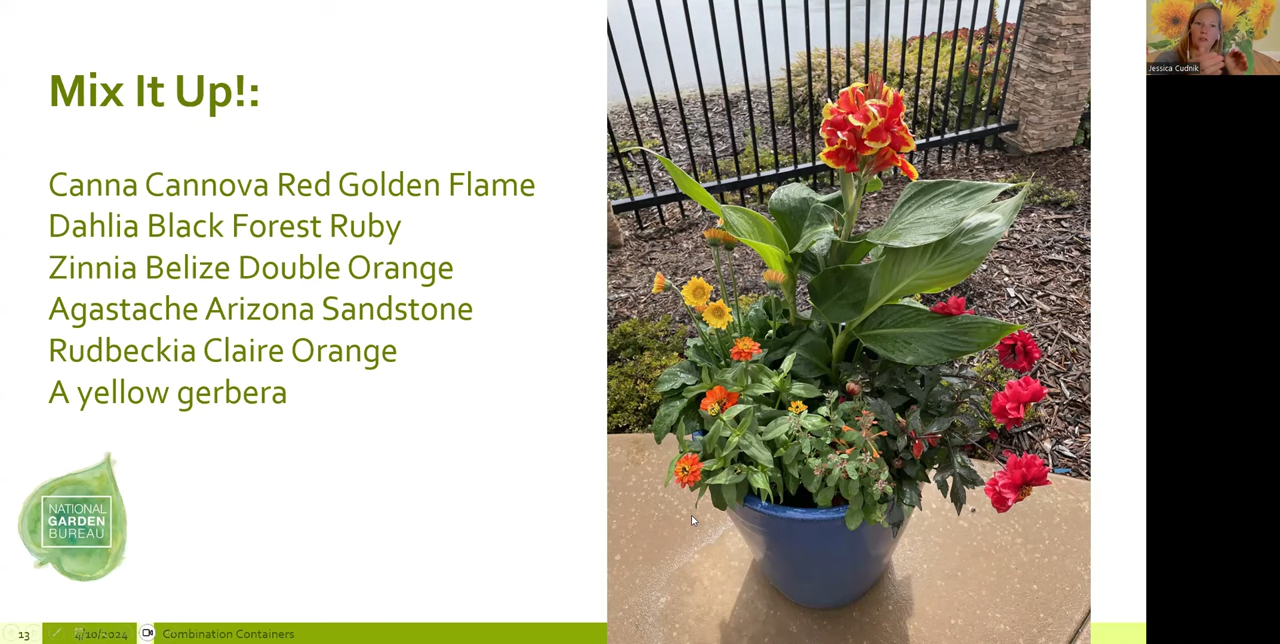 Mix It Up!:
Canna Cannova Red Golden Flame
Dahlia Black Forest Ruby
Zinnia Belize Double Orange
Agastache Arizona Sandstone
Rudbeckia Claire Orange
A yellow gerbera
NATIONAL
GARDEN
BUREAU
13 4/10/2024 Combination Containers
Jessica Cudnik